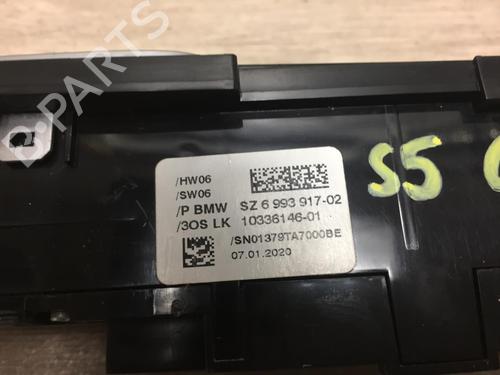 /HW06
/SW06
/P BMW SZ 6 993 917-02
/3OS LK 10336146-01
/SN01379TA7000BE
07.01.2020
S5
B-PARTS